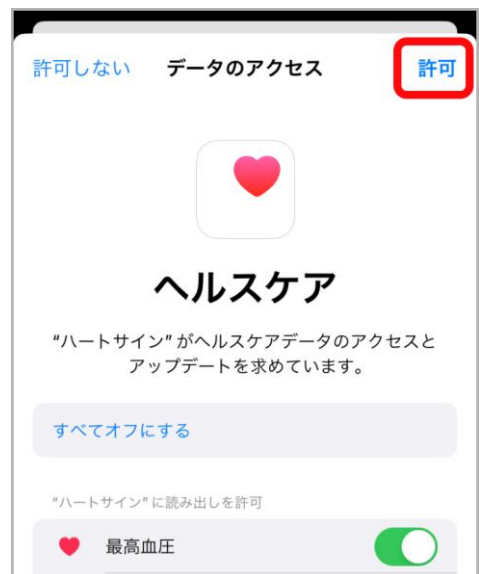 許可しない データのアクセス 許可
ヘルスケア
"ハートサイン"がヘルスケアデータのアクセスと
アップデートを求めています。
すべてオフにする
"ハートサイン"に読み出しを許可
最高血圧